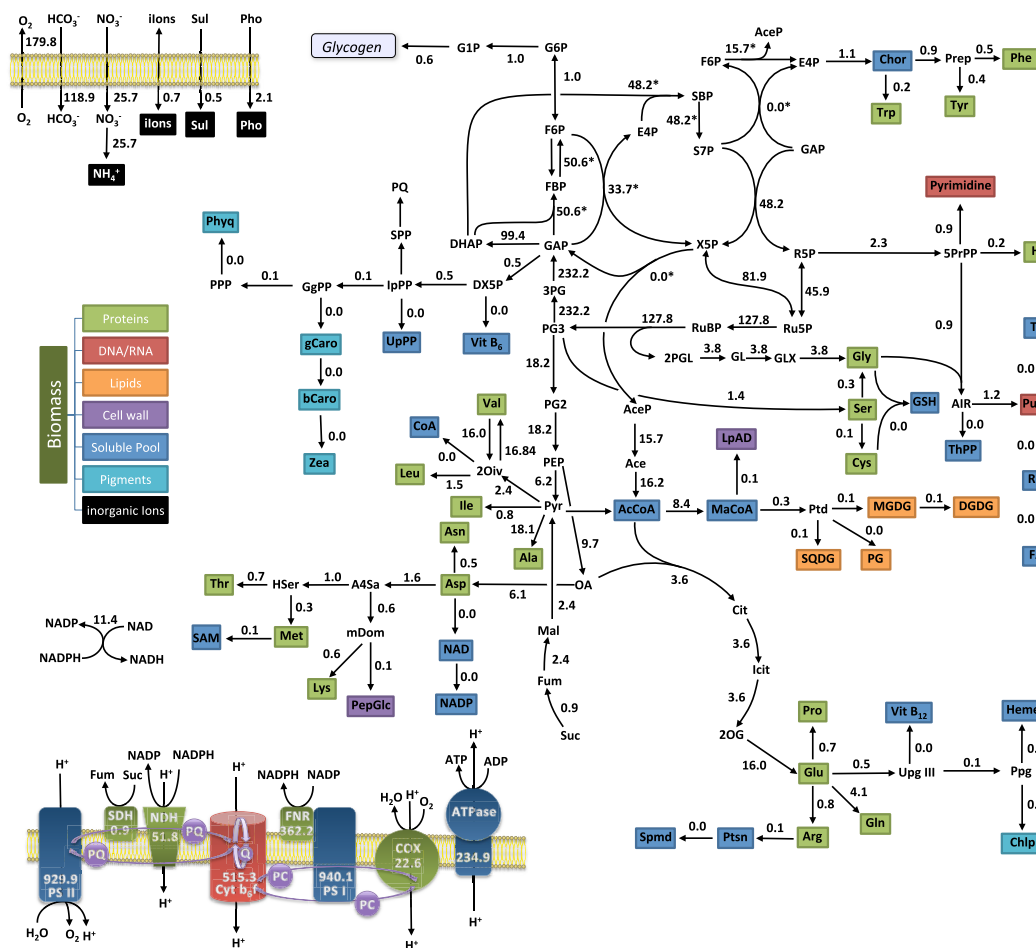 O2 HCO3- NO3- iIons Sul Pho
179.8
118.9 25.7 0.7 0.5 2.1
O2 HCO3- NO3- iIons Sul Pho
25.7
NH4+
Glycogen 0.6 G1P 1.0 G6P
1.0
F6P
50.6*
FBP
50.6*
33.7*
DHAP 99.4 GAP
48.2*
E4P
SBP
48.2*
S7P
AceP
F6P 15.7* E4P 1.1 Chor 0.9 Prep 0.5 Phe
0.2 0.4
Trp Tyr
0.0*
GAP
48.2
X5P
R5P 2.3 5PrPP 0.2 H
Pyrimidine
0.9
0.0*
81.9
45.9
PQ
SPP
Phyq
0.0
PPP 0.1 GgPP 0.1 IpPP 0.5 DX5P
0.5
0.0 0.0 0.0
gCaro UpPP Vit B6
0.0
bCaro
0.0
Zea
232.2
3PG
232.2
PG3 127.8 RuBP 127.8 Ru5P
2PGL 3.8 GL 3.8 GLX 3.8 Gly
0.9
18.2
0.3
1.4
Ser
GSH
AIR 1.2 Pu
0.1
0.0
0.0
Cys
ThPP
T
0.0
0.0
R
0.0
F
Biomass
Proteins
DNA/RNA
Lipids
Cell wall
Soluble Pool
Pigments
inorganic Ions
PG2
18.2
PEP
6.2
Pyr
AceP
15.7
Ace
16.2
AcCoA 8.4 MaCoA 0.3 Ptd 0.1 MGDG 0.1 DGDG
LpAD
0.1
0.1 0.0
SQDG PG
Val
CoA
16.0 16.84
0.0
Leu 1.5 2Oiv
2.4
Ile 0.8
18.1
Ala
Asn
0.5
9.7
Thr 0.7 HSer 1.0 A4Sa 1.6 Asp 6.1 OA
3.6
0.3 0.6 0.0
SAM 0.1 Met
mDom
0.6 0.1
Lys PepGlc
NAD
0.0
NADP
2.4
Mal
2.4
Fum
0.9
Suc
Cit
3.6
Icit
3.6
2OG
16.0
Pro
0.7
Glu 0.5 Upg III 0.1 Ppg
Vit B12
0.0
Heme
0.
0.
Chlp
4.1
Gln
0.8
Arg 0.1 Ptsn 0.0 Spmd
NADP 11.4 NAD
NADPH NADH
H+ Fum Suc NADP H+ NADPH H+ NADPH NADP H2O H+ O2 ATP H+ ADP
SDH
0.9
NDH
51.8
PQ
PQ
Q
FNR
362.2
ATPase
234.9
COX
22.6
929.9
PS II
515.3
Cyt b6f
PC
PC
940.1
PS I
H2O O2 H+ H+ H+ H+ H+